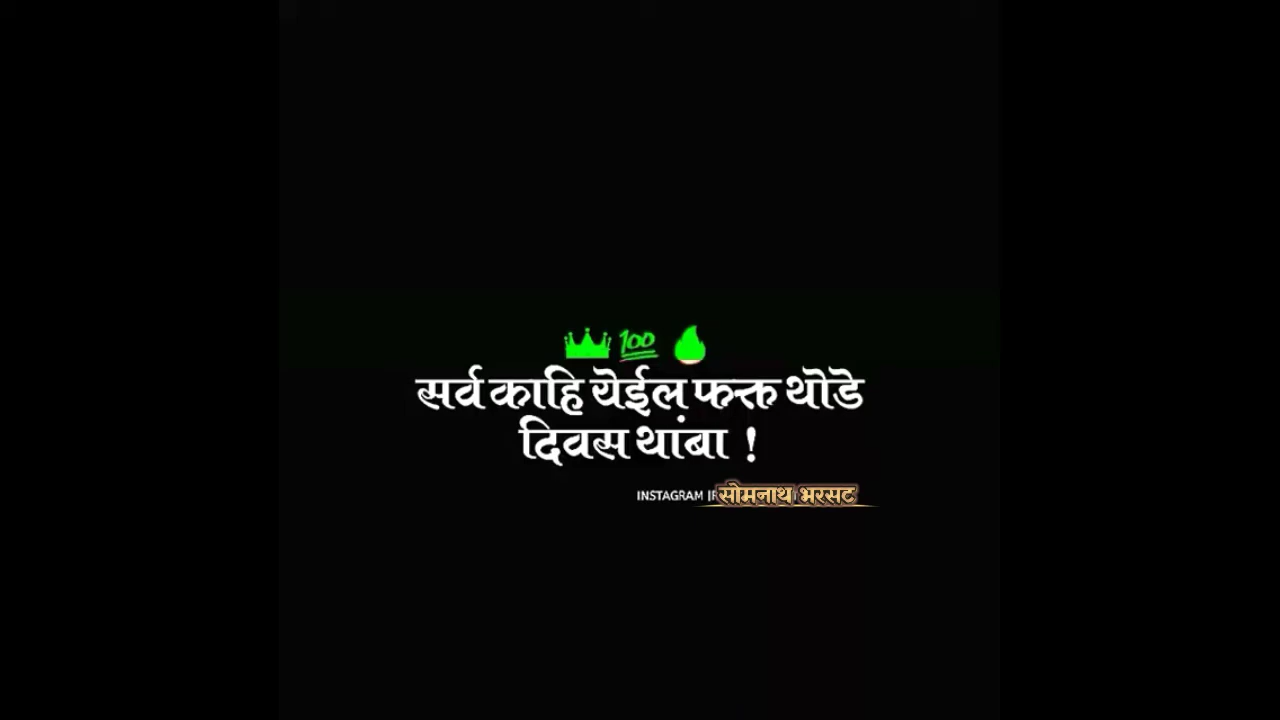 👑💯🔥
सर्व काहि येईल फक्त थोडे
दिवस थांबा !
INSTAGRAM सोमनाथ भरसट